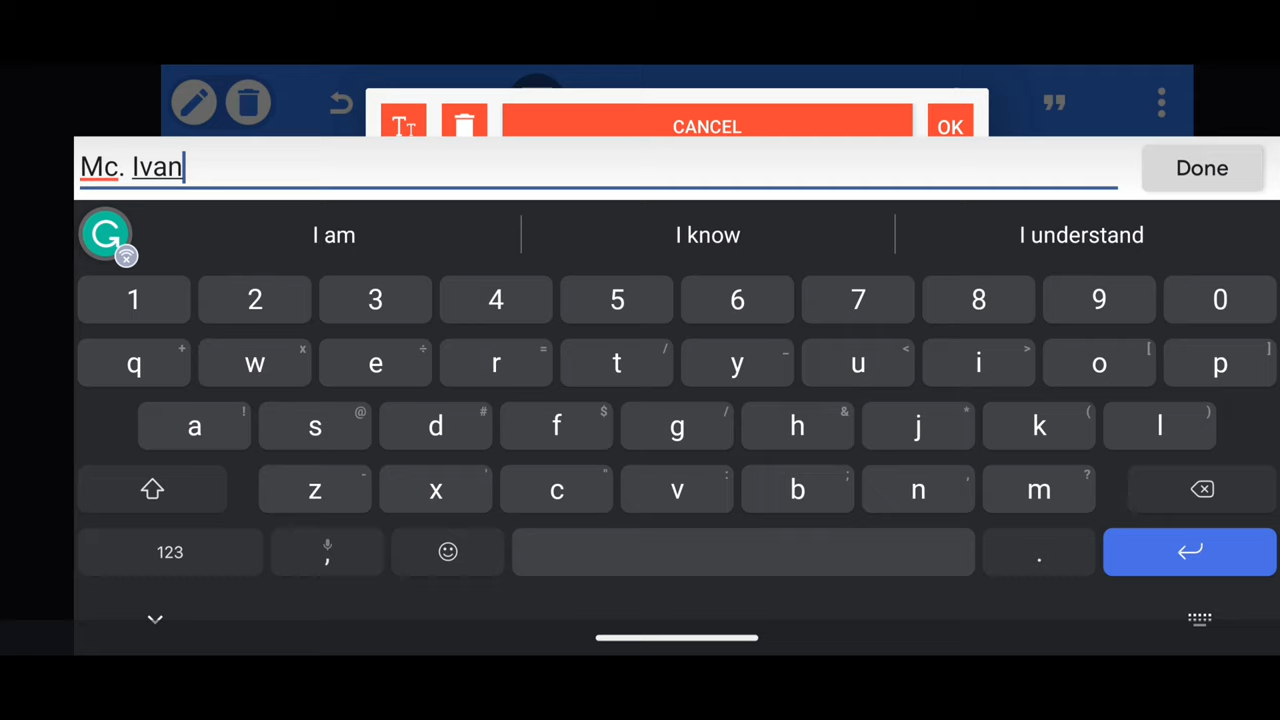 Tт CANCEL OK
Mc. Ivan Done
I am I know I understand
1 2 3 4 5 6 7 8 9 0
q + w x e ÷ r = t / y _ u < i > o [ p ]
a ! s @ d # f $ g / h & j * k ( l )
z - x ' c " v : b ; n , m ?
123 , .